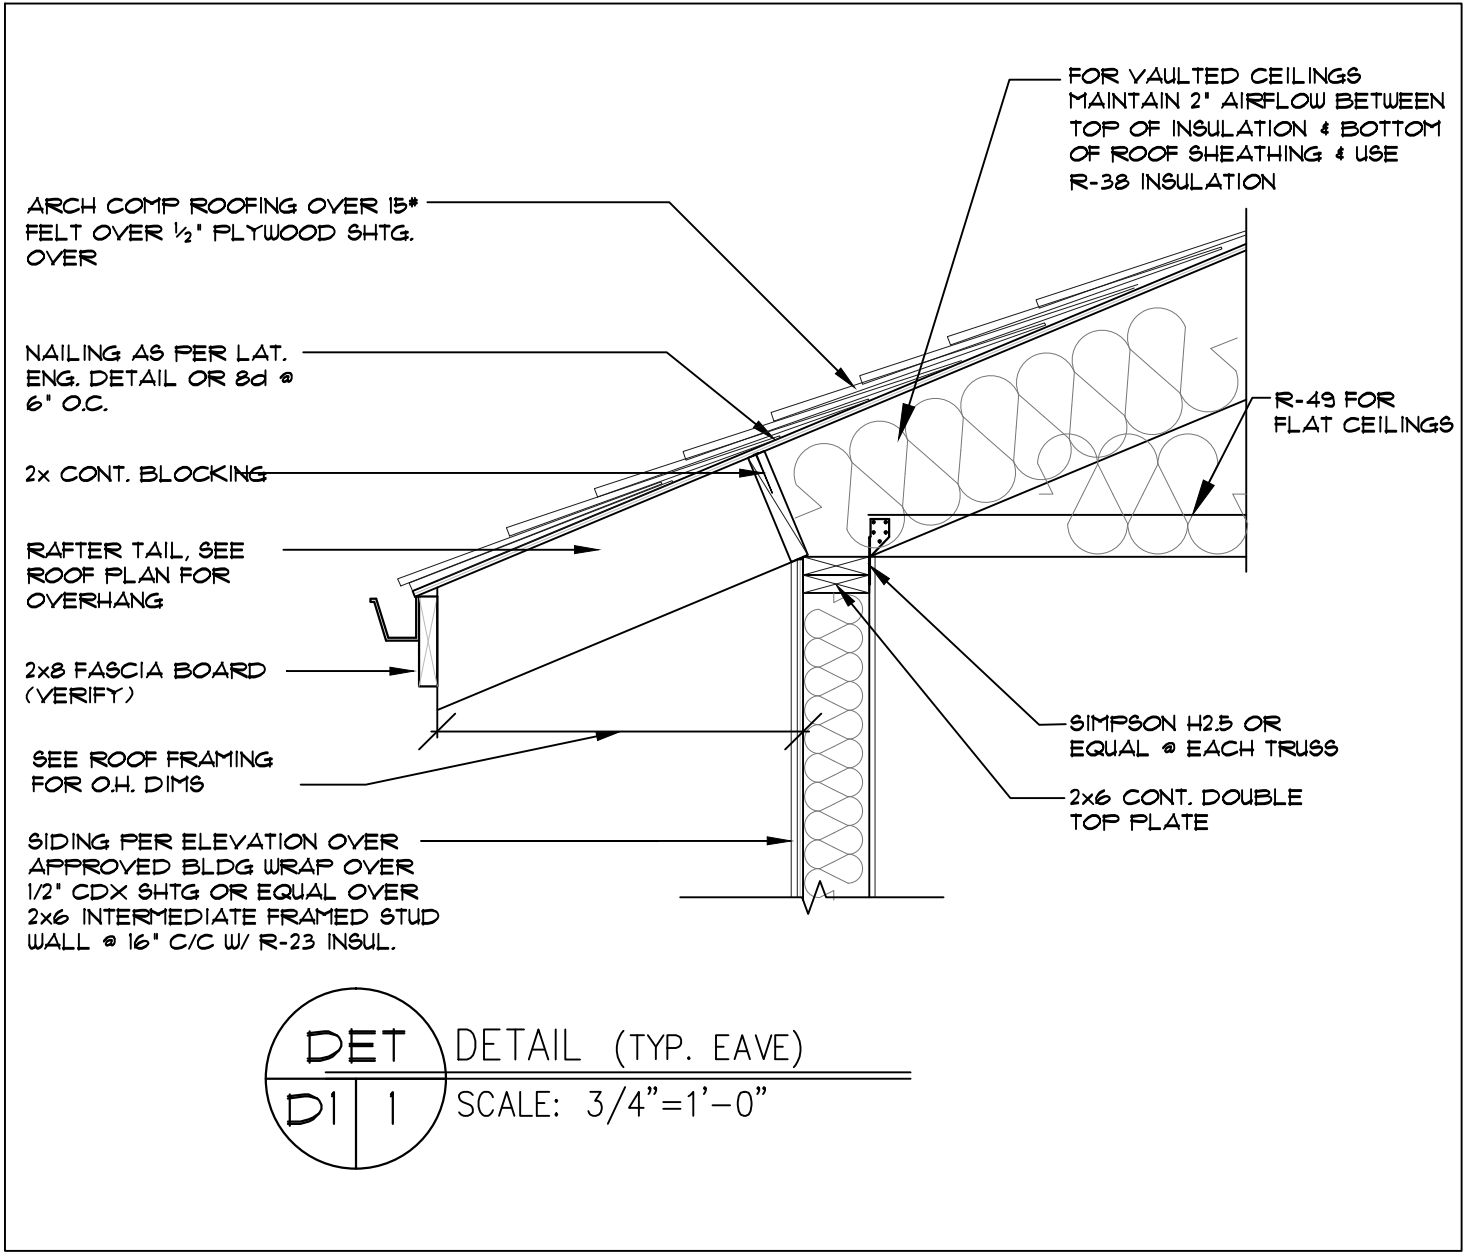 FOR VAULTED CEILINGS
MAINTAIN 2" AIRFLOW BETWEEN
TOP OF INSULATION & BOTTOM
OF ROOF SHEATHING & USE
R-38 INSULATION
ARCH COMP ROOFING OVER 15#
FELT OVER ½" PLYWOOD SHTG.
OVER
NAILING AS PER LAT.
ENG. DETAIL OR 8d @
6" O.C.
R-49 FOR
FLAT CEILINGS
2x CONT. BLOCKING
RAFTER TAIL, SEE
ROOF PLAN FOR
OVERHANG
2x8 FASCIA BOARD
(VERIFY)
SIMPSON H2.5 OR
EQUAL @ EACH TRUSS
SEE ROOF FRAMING
FOR O.H. DIMS
2x6 CONT. DOUBLE
TOP PLATE
SIDING PER ELEVATION OVER
APPROVED BLDG WRAP OVER
1/2" CDX SHTG OR EQUAL OVER
2x6 INTERMEDIATE FRAMED STUD
WALL @ 16" C/C W/ R-23 INSUL.
DET
D1 1
DETAIL (TYP. EAVE)
SCALE: 3/4"=1'-0"